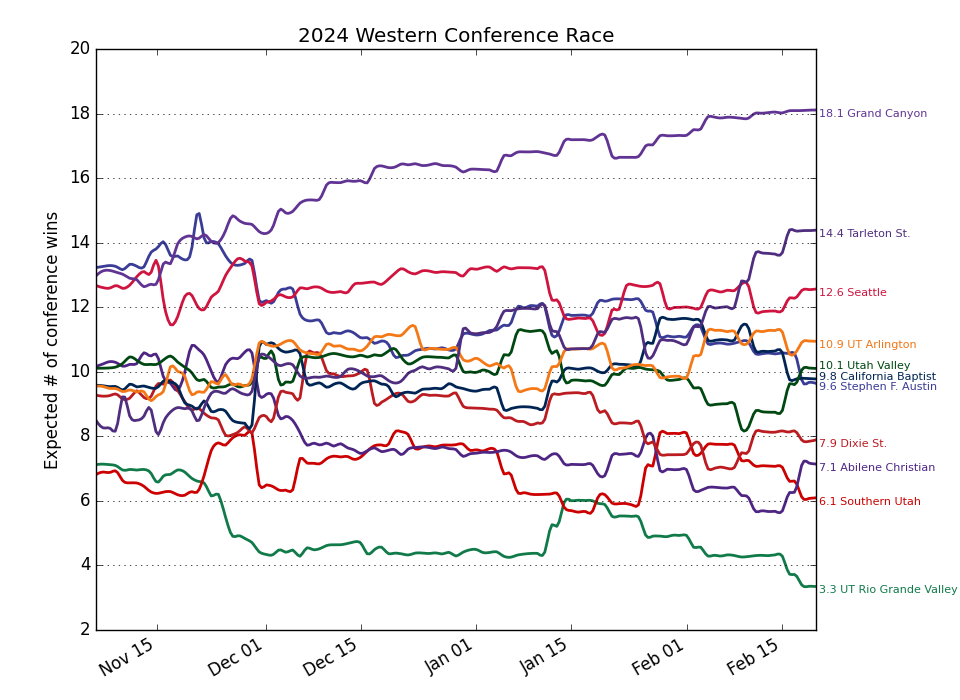 2024 Western Conference Race
Expected # of conference wins
20
18
16
14
12
10
8
6
4
2
Nov 15
Dec 01
Dec 15
Jan 01
Jan 15
Feb 01
Feb 15
18.1 Grand Canyon
14.4 Tarleton St.
12.6 Seattle
10.9 UT Arlington
10.1 Utah Valley
9.8 California Baptist
9.6 Stephen F. Austin
7.9 Dixie St.
7.1 Abilene Christian
6.1 Southern Utah
3.3 UT Rio Grande Valley